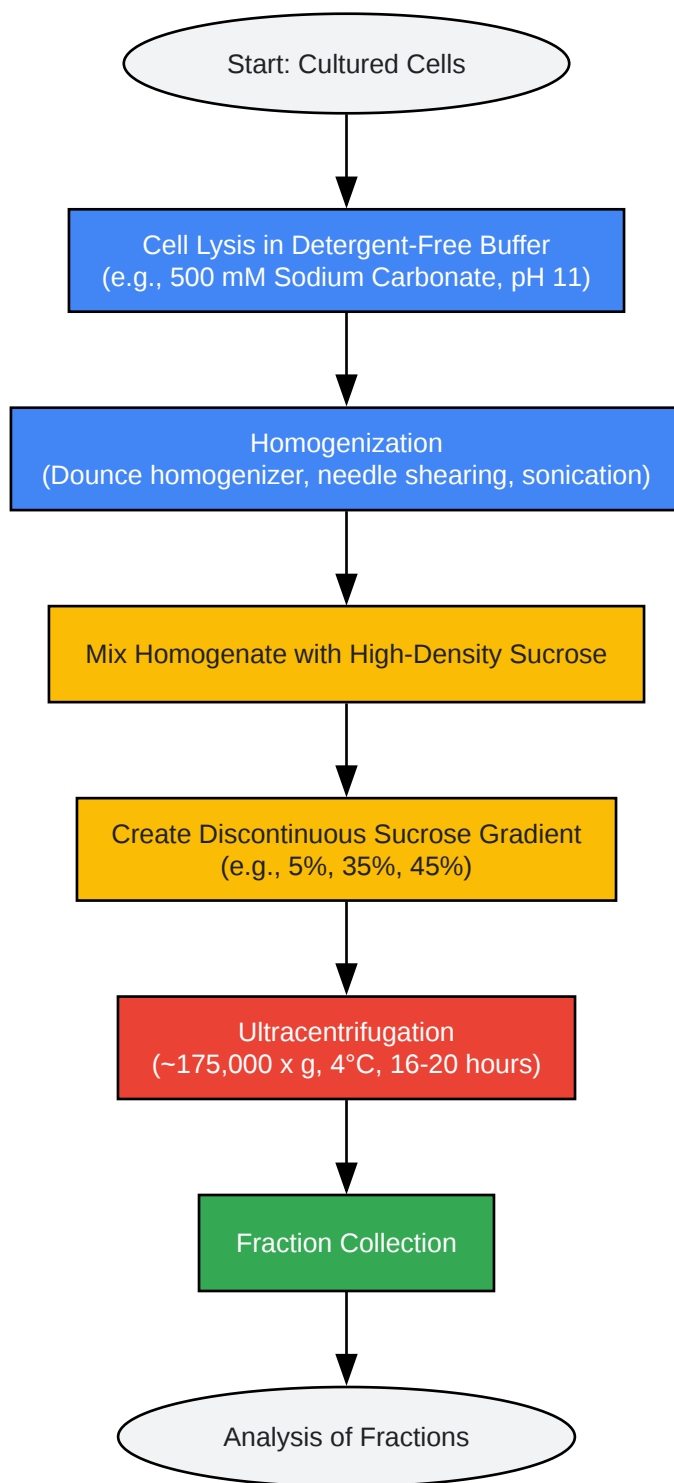 Start: Cultured Cells
Cell Lysis in Detergent-Free Buffer
(e.g., 500 mM Sodium Carbonate, pH 11)
Homogenization
(Dounce homogenizer, needle shearing, sonication)
Mix Homogenate with High-Density Sucrose
Create Discontinuous Sucrose Gradient
(e.g., 5%, 35%, 45%)
Ultracentrifugation
(~175,000 x g, 4°C, 16-20 hours)
Fraction Collection
Analysis of Fractions